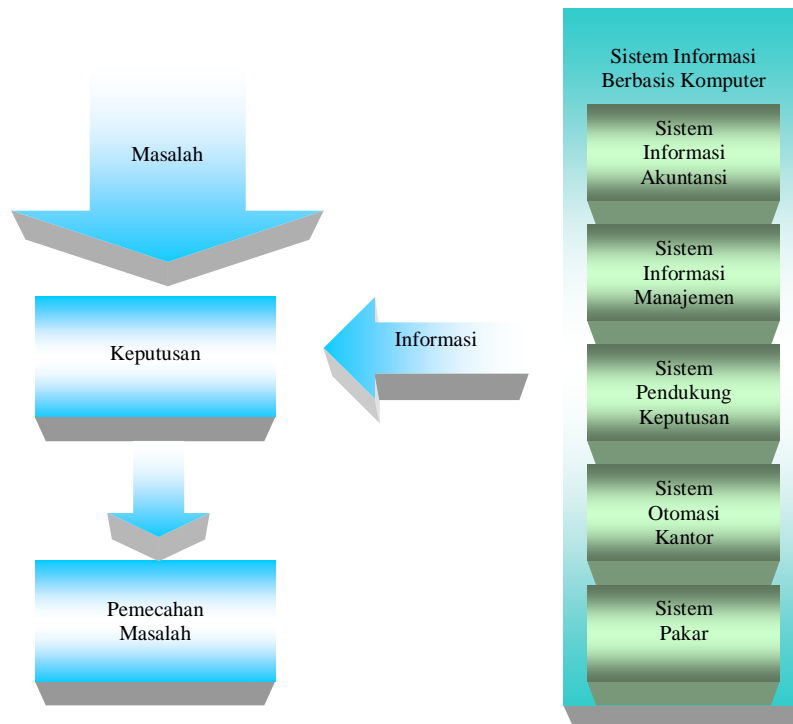 Masalah
Keputusan
Pemecahan
Masalah
Informasi
Sistem Informasi
Berbasis Komputer
Sistem
Informasi
Akuntansi
Sistem
Informasi
Manajemen
Sistem
Pendukung
Keputusan
Sistem
Otomasi
Kantor
Sistem
Pakar